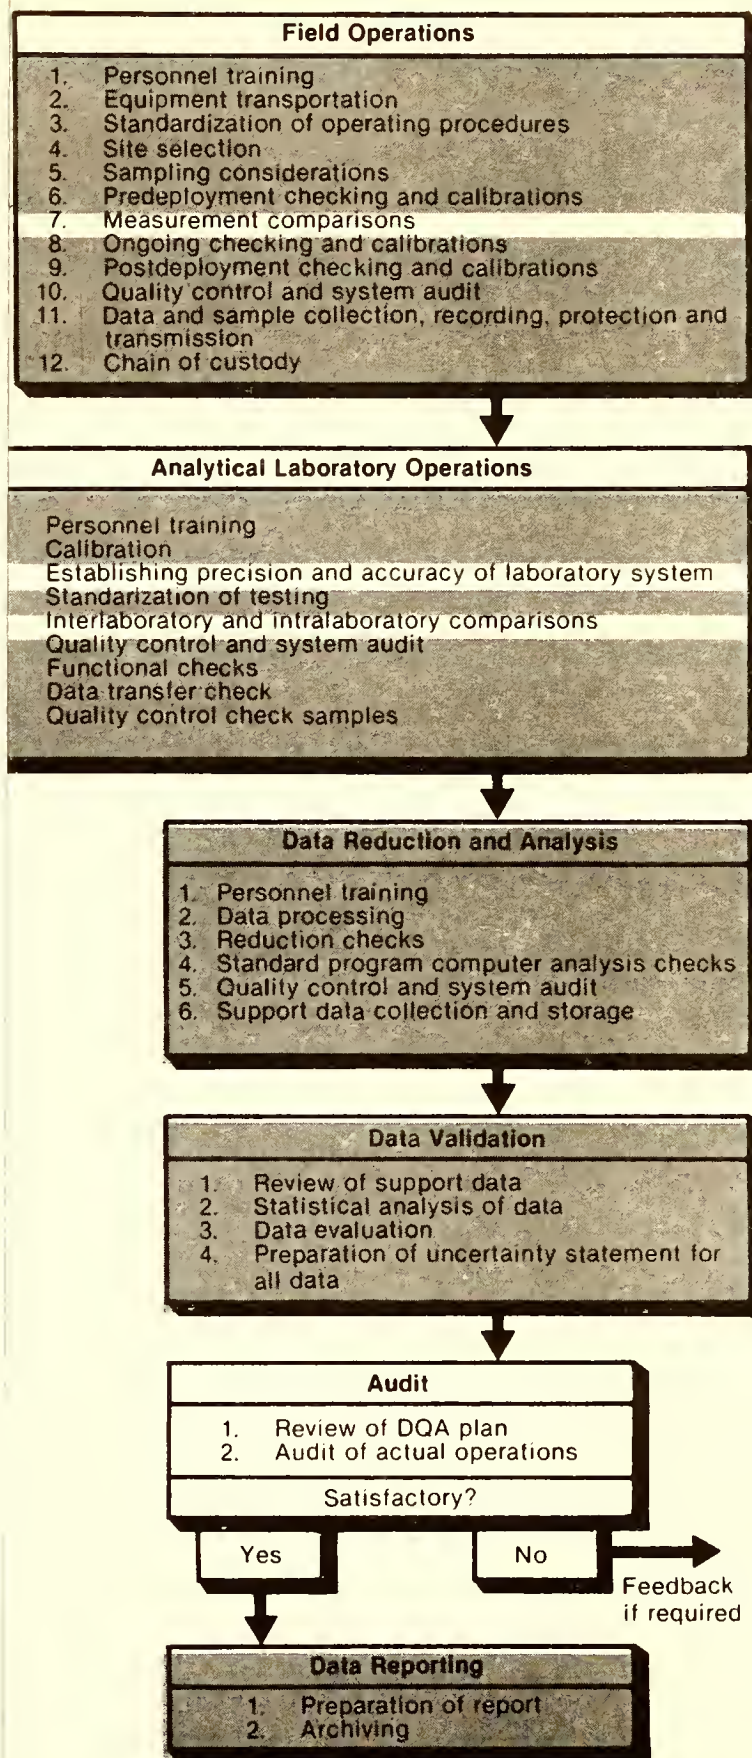 Field Operations
1. Personnel training
2. Equipment transportation
3. Standardization of operating procedures
4. Site selection
5. Sampling considerations
6. Predeployment checking and calibrations
7. Measurement comparisons
8. Ongoing checking and calibrations
9. Postdeployment checking and calibrations
10. Quality control and system audit
11. Data and sample collection, recording, protection and
transmission
12. Chain of custody
Analytical Laboratory Operations
Personnel training
Calibration
Establishing precision and accuracy of laboratory system
Standarization of testing
Interlaboratory and intralaboratory comparisons
Quality control and system audit
Functional checks
Data transfer check
Quality control check samples
Data Reduction and Analysis
1. Personnel training
2. Data processing
3. Reduction checks
4. Standard program computer analysis checks
5. Quality control and system audit
6. Support data collection and storage
Data Validation
1. Review of support data
2. Statistical analysis of data
3. Data evaluation
4. Preparation of uncertainty statement for
all data
Audit
1. Review of DQA plan
2. Audit of actual operations
Satisfactory?
Yes
No
Feedback
if required
Data Reporting
1. Preparation of report
2. Archiving